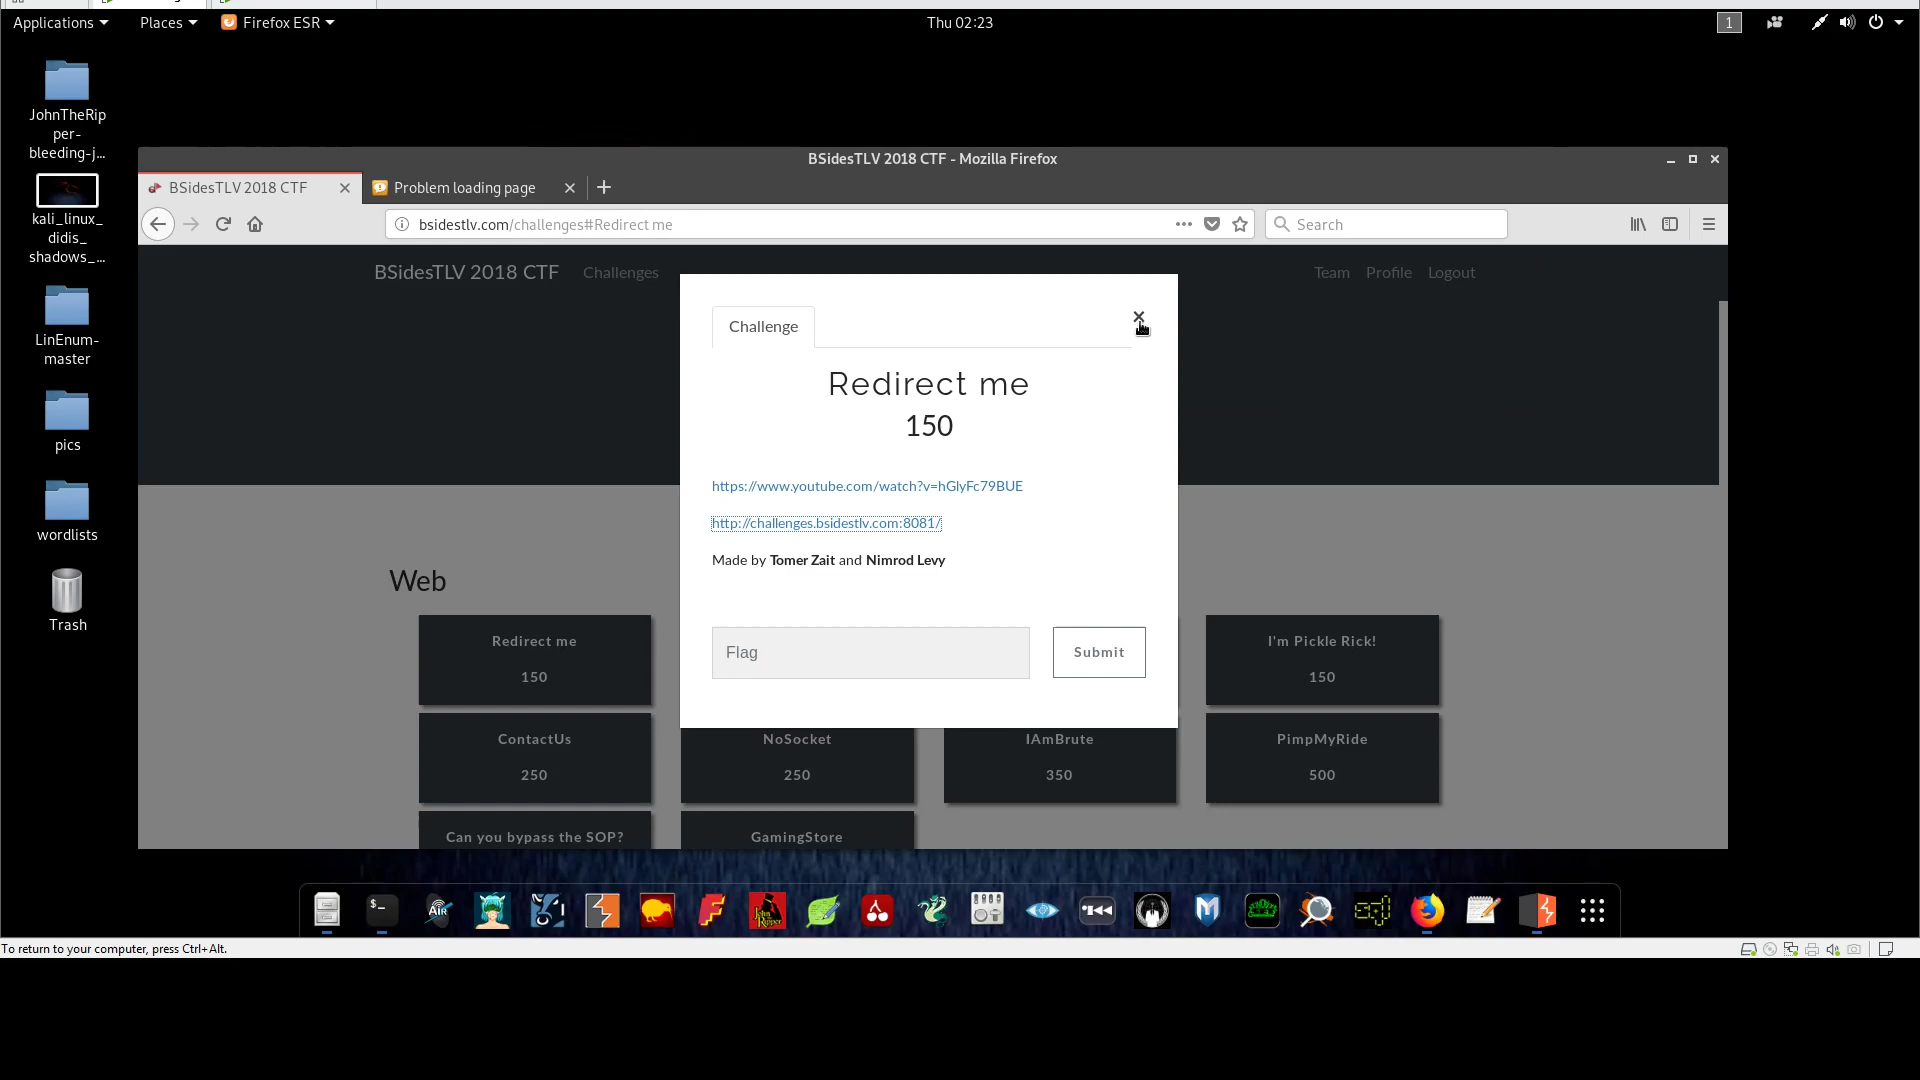 Applications
Places
Firefox ESR
Thu 02:23
1
JohnTheRip
per-
bleeding-j...
kali_linux_
didis_
shadows_...
LinEnum-
master
pics
wordlists
Trash
BSidesTLV 2018 CTF - Mozilla Firefox
BSidesTLV 2018 CTF
Problem loading page
bsidestlv.com/challenges#Redirect me
Search
BSidesTLV 2018 CTF
Challenges
Team
Profile
Logout
Challenge
×
Redirect me
150
https://www.youtube.com/watch?v=hGlyFc79BUE
http://challenges.bsidestlv.com:8081/
Made by Tomer Zait and Nimrod Levy
Flag
Submit
Web
Redirect me
150
I'm Pickle Rick!
150
ContactUs
250
NoSocket
250
IAmBrute
350
PimpMyRide
500
Can you bypass the SOP?
GamingStore
To return to your computer, press Ctrl+Alt.